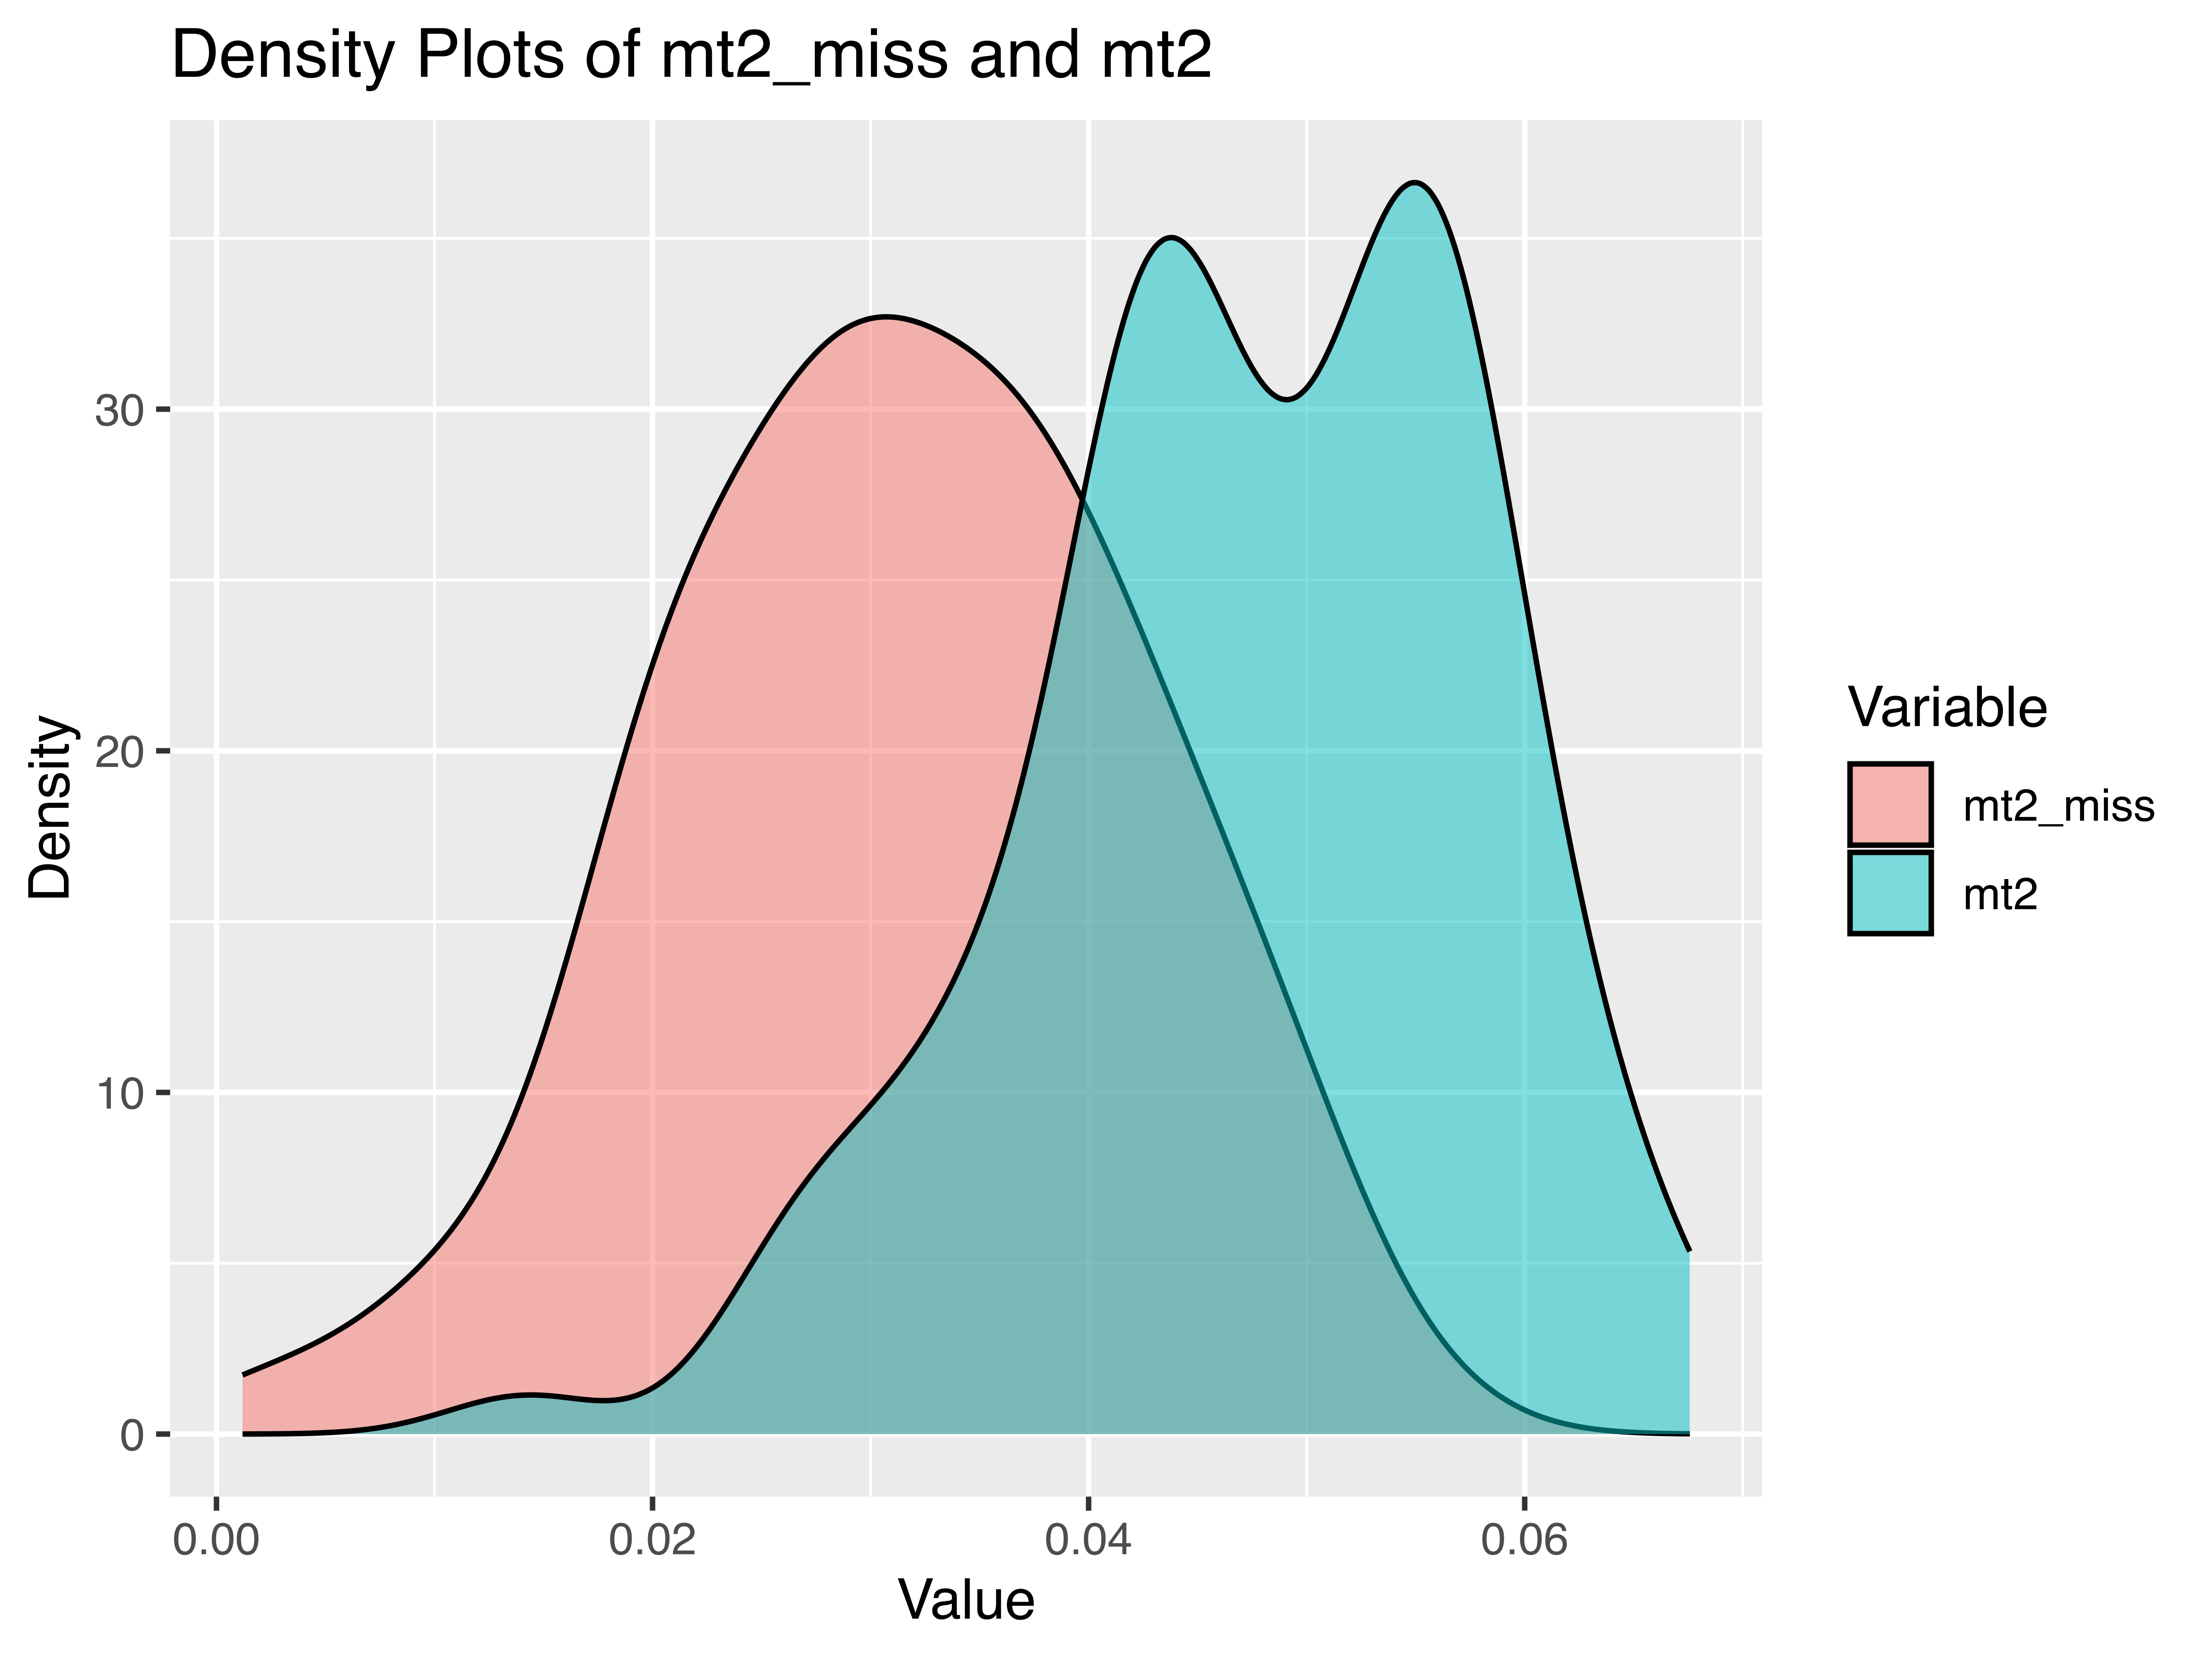 Density Plots of mt2_miss and mt2
Density
30
20
10
0
0.00
0.02
0.04
0.06
Value
Variable
mt2_miss
mt2